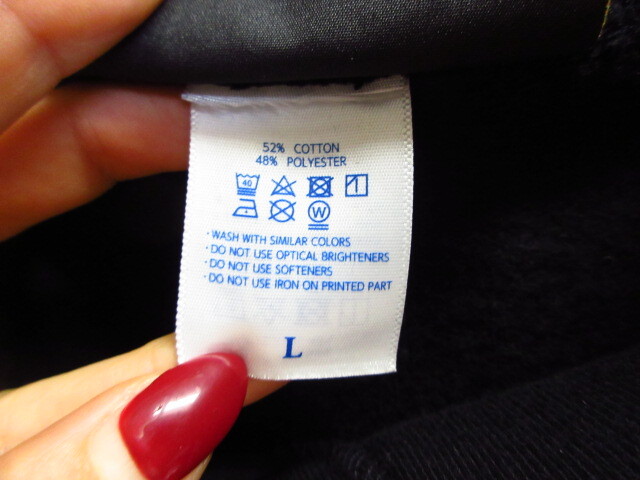 52% COTTON
48% POLYESTER
40
W
·WASH WITH SIMILAR COLORS
·DO NOT USE OPTICAL BRIGHTENERS
·DO NOT USE SOFTENERS
·DO NOT USE IRON ON PRINTED PART
L